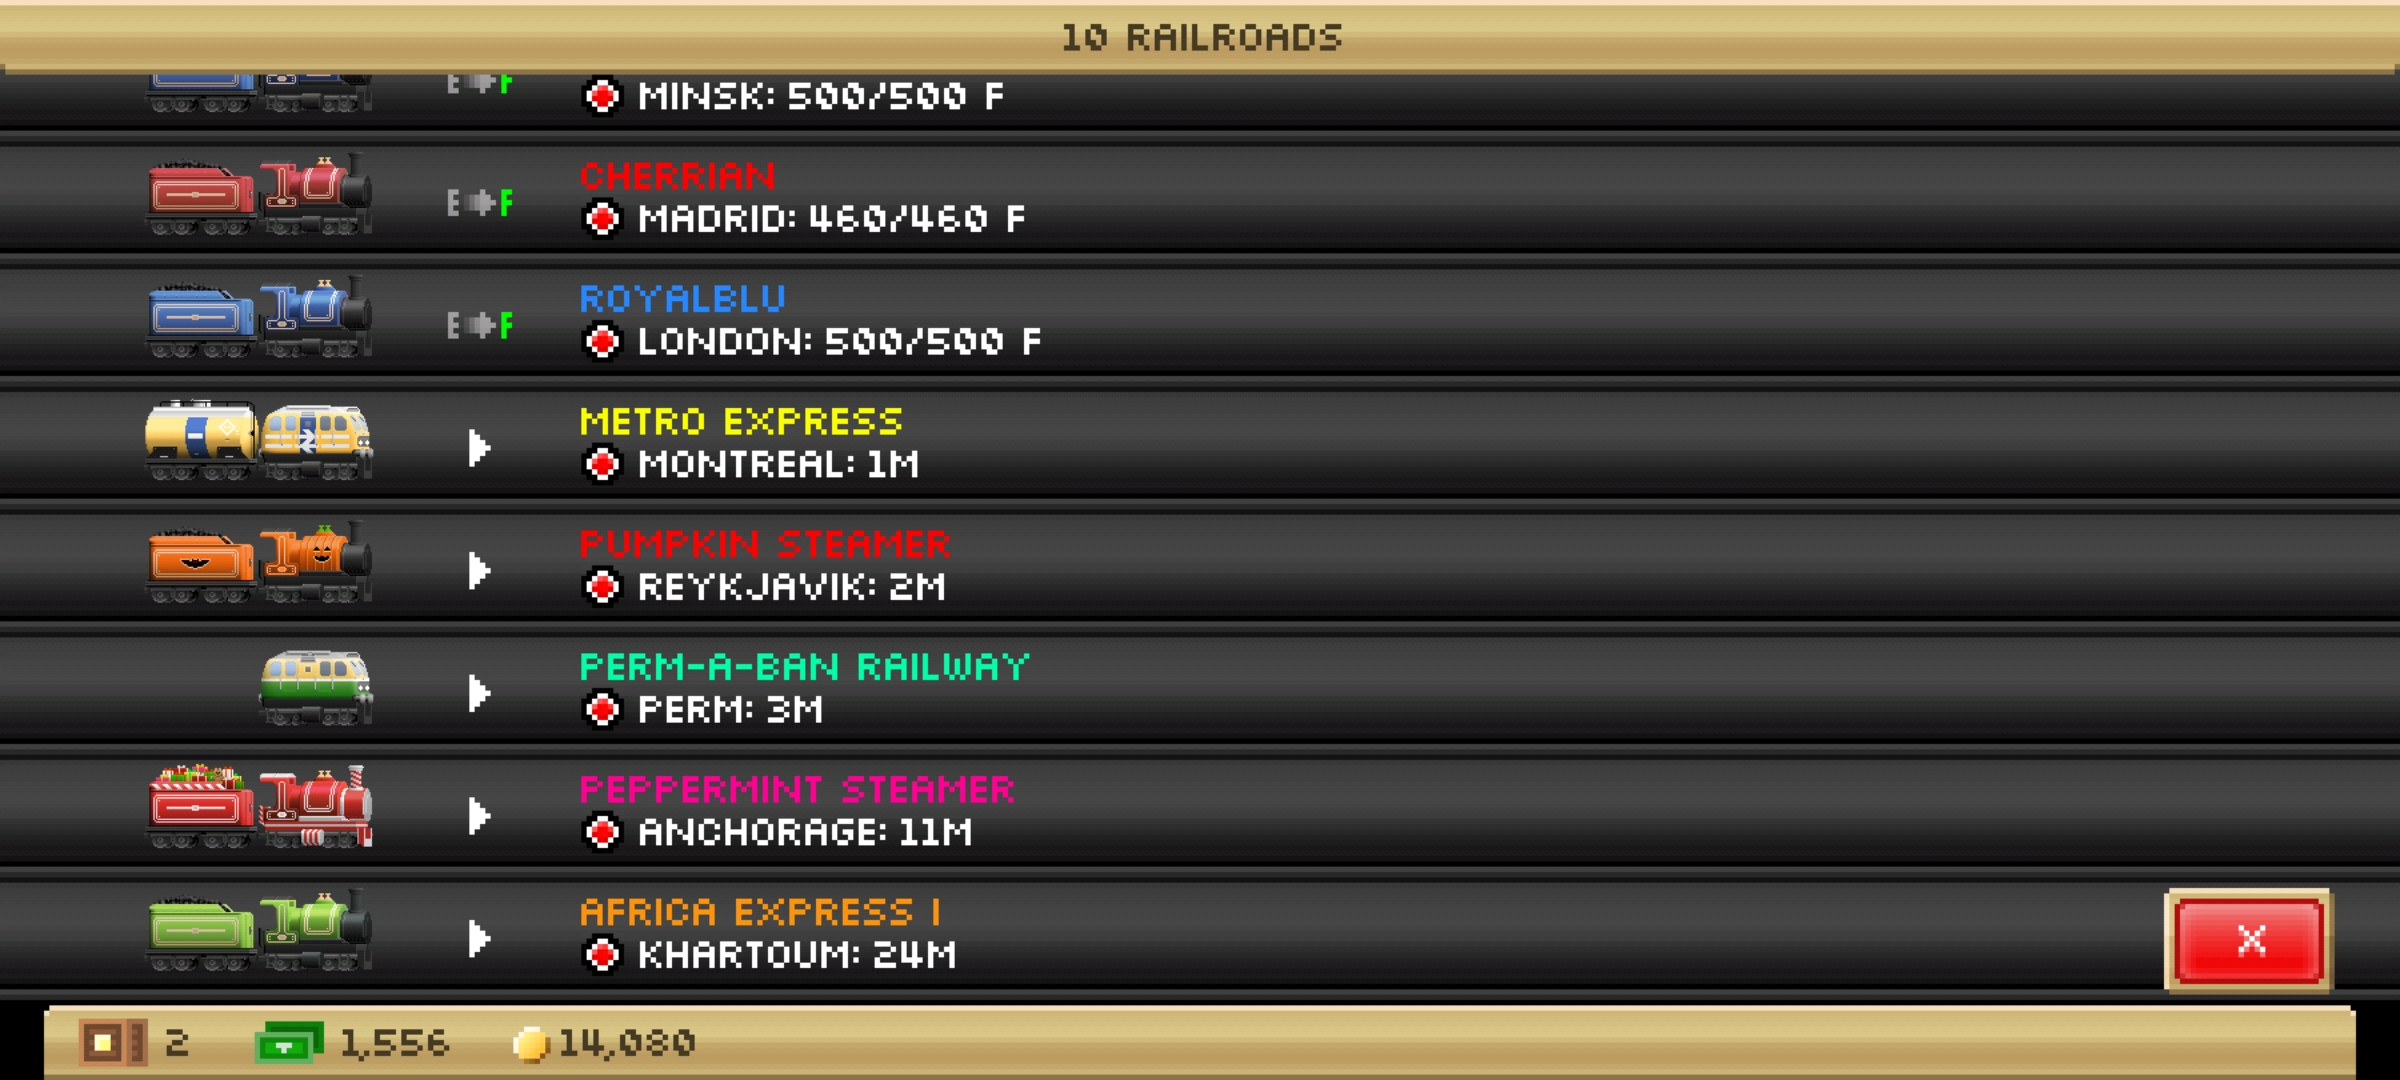 10 RAILROADS
E F
MINSK: 500/500 F
CHERRIAN
E F
MADRID: 460/460 F
ROYALBLU
E F
LONDON: 500/500 F
METRO EXPRESS
MONTREAL: 1M
PUMPKIN STEAMER
REYKJAVIK: 2M
PERM-A-BAN RAILWAY
PERM: 3M
PEPPERMINT STEAMER
ANCHORAGE: 11M
AFRICA EXPRESS I
KHARTOUM: 24M
X
2 1,556 14,080